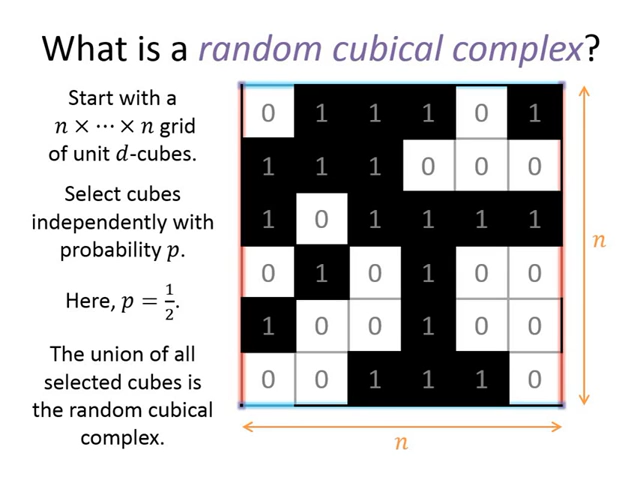 What is a random cubical complex?
Start with a
n × ⋯ × n grid
of unit d-cubes.
Select cubes
independently with
probability p.
Here, p = 1/2.
The union of all
selected cubes is
the random cubical
complex.
0 1 1 1 0 1
1 1 1 0 0 0
1 0 1 1 1 1
0 1 0 1 0 0
1 0 0 1 0 0
0 0 1 1 1 0
n
n